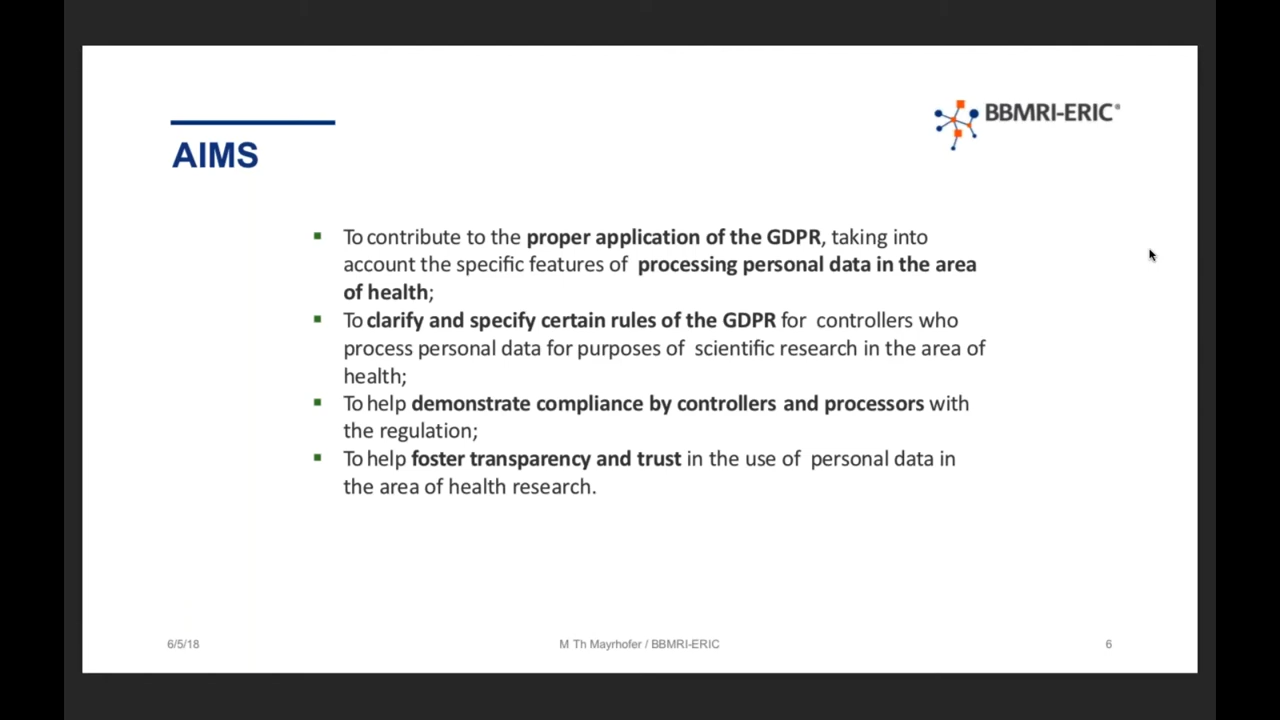 BBMRI-ERIC®
AIMS
To contribute to the proper application of the GDPR, taking into
account the specific features of processing personal data in the area
of health;
To clarify and specify certain rules of the GDPR for controllers who
process personal data for purposes of scientific research in the area of
health;
To help demonstrate compliance by controllers and processors with
the regulation;
To help foster transparency and trust in the use of personal data in
the area of health research.
6/5/18
M Th Mayrhofer / BBMRI-ERIC
6